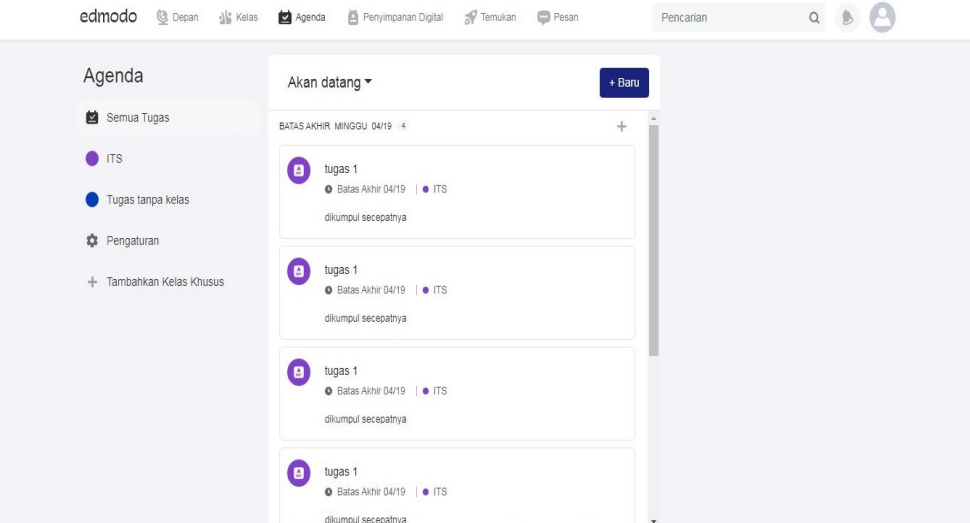 edmodo Depan Kelas Agenda Penyimpanan Digital Temukan Pesan Pencarian
Agenda
Semua Tugas
ITS
Tugas tanpa kelas
Pengaturan
+ Tambahkan Kelas Khusus
Akan datang
+ Baru
BATAS AKHIR MINGGU 04/19 4 +
tugas 1
Batas Akhir 04/19 | ITS
dikumpul secepatnya
tugas 1
Batas Akhir 04/19 | ITS
dikumpul secepatnya
tugas 1
Batas Akhir 04/19 | ITS
dikumpul secepatnya
tugas 1
Batas Akhir 04/19 | ITS
dikumpul secepatnya